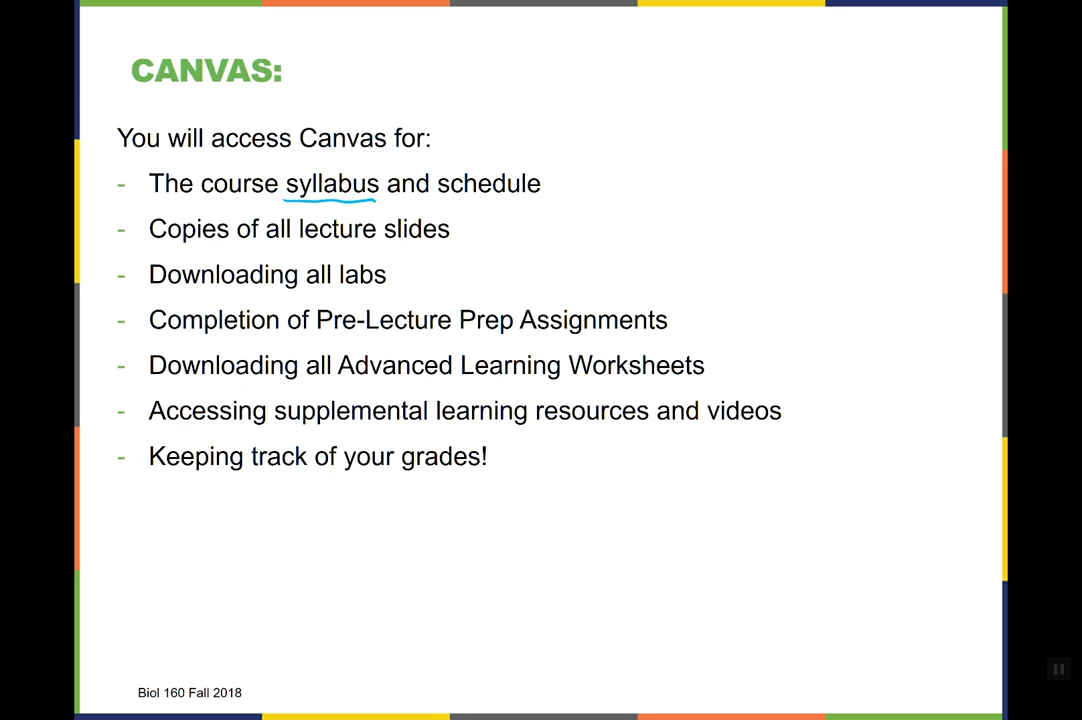 CANVAS:
You will access Canvas for:
- The course syllabus and schedule
- Copies of all lecture slides
- Downloading all labs
- Completion of Pre-Lecture Prep Assignments
- Downloading all Advanced Learning Worksheets
- Accessing supplemental learning resources and videos
- Keeping track of your grades!
Biol 160 Fall 2018